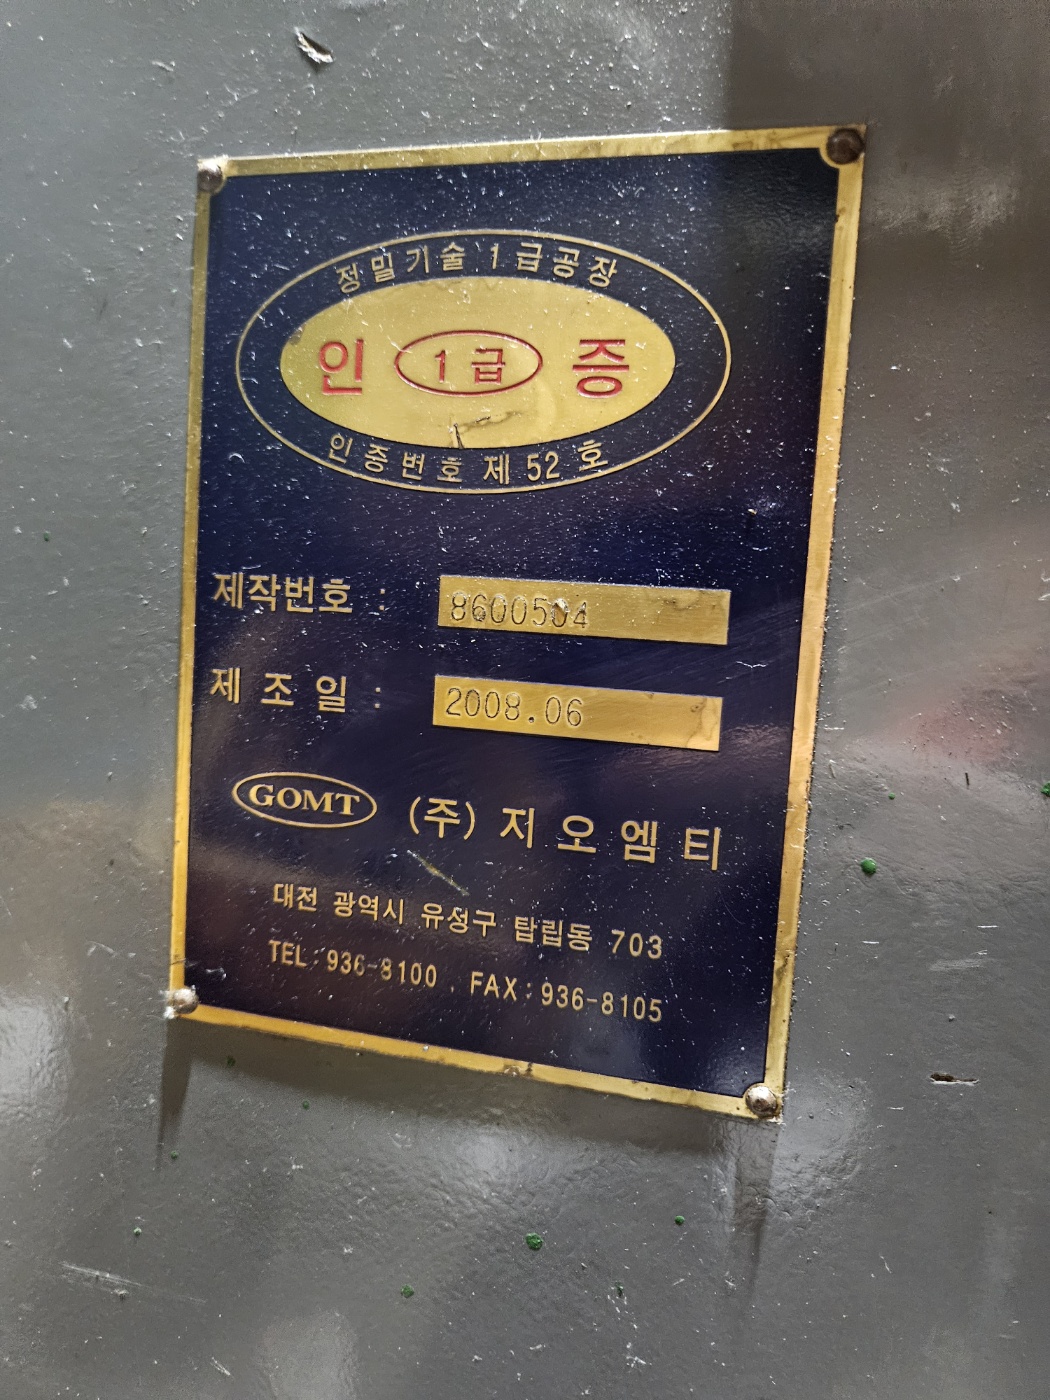 정밀기술 1급공장
인 1급 증
인증번호 제 52 호
제작번호 : 8600504
제 조 일 : 2008.06
GOMT (주) 지오엠티
대전 광역시 유성구 탑립동 703
TEL : 936-8100 . FAX : 936-8105